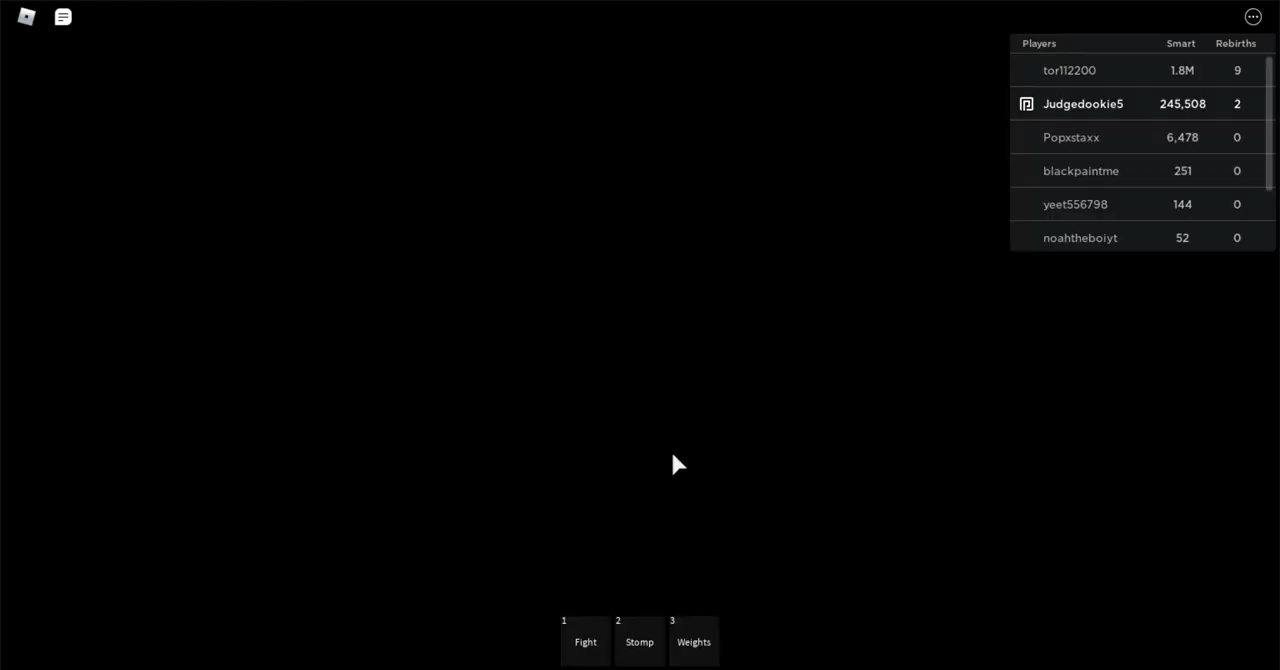 Players Smart Rebirths
tor112200 1.8M 9
Judgedookie5 245,508 2
Popxstaxx 6,478 0
blackpaintme 251 0
yeet556798 144 0
noahtheboiyt 52 0
1 2 3
Fight Stomp Weights